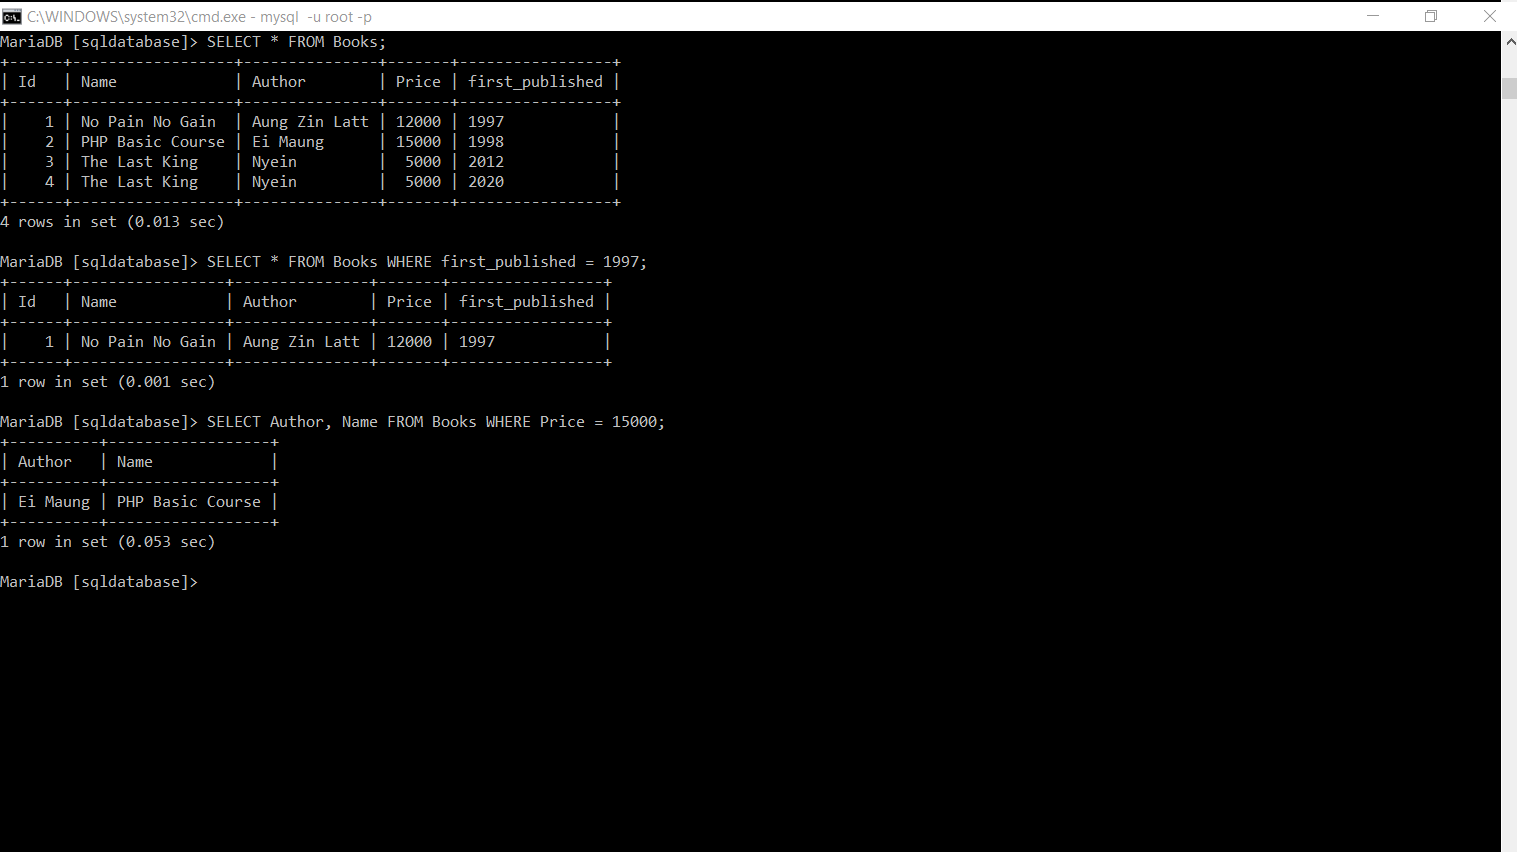 C:\WINDOWS\system32\cmd.exe - mysql  -u root -p
MariaDB [sqldatabase]> SELECT * FROM Books;
+------+------------------+---------------+-------+-----------------+
| Id   | Name             | Author        | Price | first_published |
+------+------------------+---------------+-------+-----------------+
|    1 | No Pain No Gain  | Aung Zin Latt | 12000 | 1997            |
|    2 | PHP Basic Course | Ei Maung      | 15000 | 1998            |
|    3 | The Last King    | Nyein         |  5000 | 2012            |
|    4 | The Last King    | Nyein         |  5000 | 2020            |
+------+------------------+---------------+-------+-----------------+
4 rows in set (0.013 sec)

MariaDB [sqldatabase]> SELECT * FROM Books WHERE first_published = 1997;
+------+-----------------+---------------+-------+-----------------+
| Id   | Name            | Author        | Price | first_published |
+------+-----------------+---------------+-------+-----------------+
|    1 | No Pain No Gain | Aung Zin Latt | 12000 | 1997            |
+------+-----------------+---------------+-------+-----------------+
1 row in set (0.001 sec)

MariaDB [sqldatabase]> SELECT Author, Name FROM Books WHERE Price = 15000;
+----------+------------------+
| Author   | Name             |
+----------+------------------+
| Ei Maung | PHP Basic Course |
+----------+------------------+
1 row in set (0.053 sec)

MariaDB [sqldatabase]>